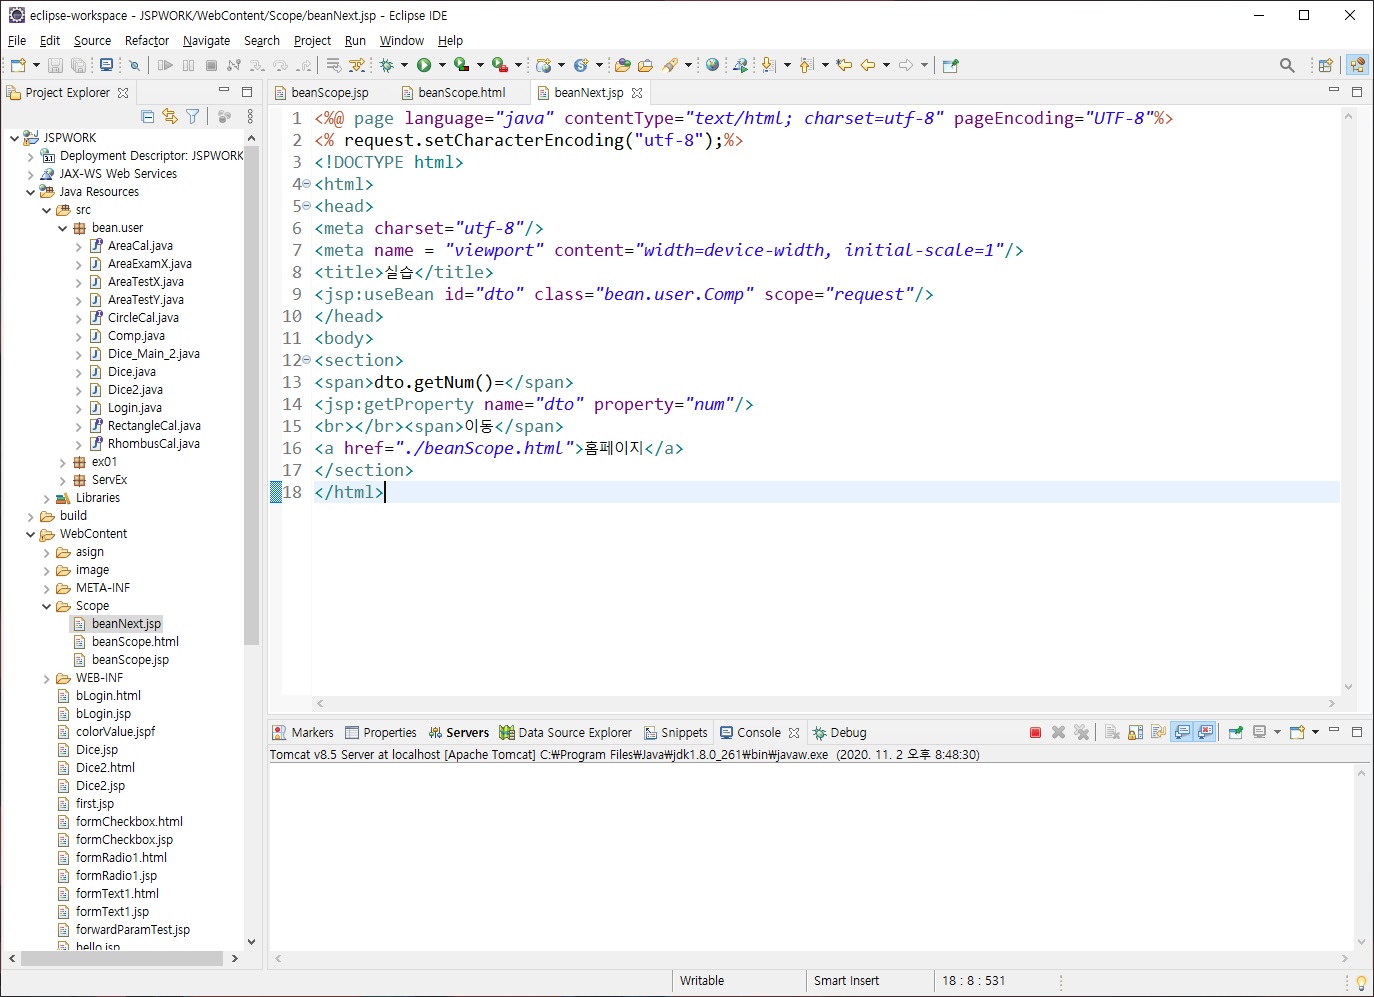 eclipse-workspace - JSPWORK/WebContent/Scope/beanNext.jsp - Eclipse IDE
File Edit Source Refactor Navigate Search Project Run Window Help
Project Explorer
JSPWORK
Deployment Descriptor: JSPWORK
JAX-WS Web Services
Java Resources
src
bean.user
AreaCal.java
AreaExamX.java
AreaTestX.java
AreaTestY.java
CircleCal.java
Comp.java
Dice_Main_2.java
Dice.java
Dice2.java
Login.java
RectangleCal.java
RhombusCal.java
ex01
ServEx
Libraries
build
WebContent
asign
image
META-INF
Scope
beanNext.jsp
beanScope.html
beanScope.jsp
WEB-INF
bLogin.html
bLogin.jsp
colorValue.jspf
Dice.jsp
Dice2.html
Dice2.jsp
first.jsp
formCheckbox.html
formCheckbox.jsp
formRadio1.html
formRadio1.jsp
formText1.html
formText1.jsp
forwardParamTest.jsp
hello.jsp
beanScope.jsp beanScope.html beanNext.jsp
1 <%@ page language="java" contentType="text/html; charset=utf-8" pageEncoding="UTF-8"%>
2 <% request.setCharacterEncoding("utf-8");%>
3 <!DOCTYPE html>
4 <html>
5 <head>
6 <meta charset="utf-8"/>
7 <meta name = "viewport" content="width=device-width, initial-scale=1"/>
8 <title>실습</title>
9 <jsp:useBean id="dto" class="bean.user.Comp" scope="request"/>
10 </head>
11 <body>
12 <section>
13 <span>dto.getNum()=</span>
14 <jsp:getProperty name="dto" property="num"/>
15 <br></br><span>이동</span>
16 <a href="./beanScope.html">홈페이지</a>
17 </section>
18 </html>
Markers Properties Servers Data Source Explorer Snippets Console Debug
Tomcat v8.5 Server at localhost [Apache Tomcat] C:₩Program Files₩Java₩jdk1.8.0_261₩bin₩javaw.exe (2020. 11. 2 오후 8:48:30)
Writable Smart Insert 18 : 8 : 531